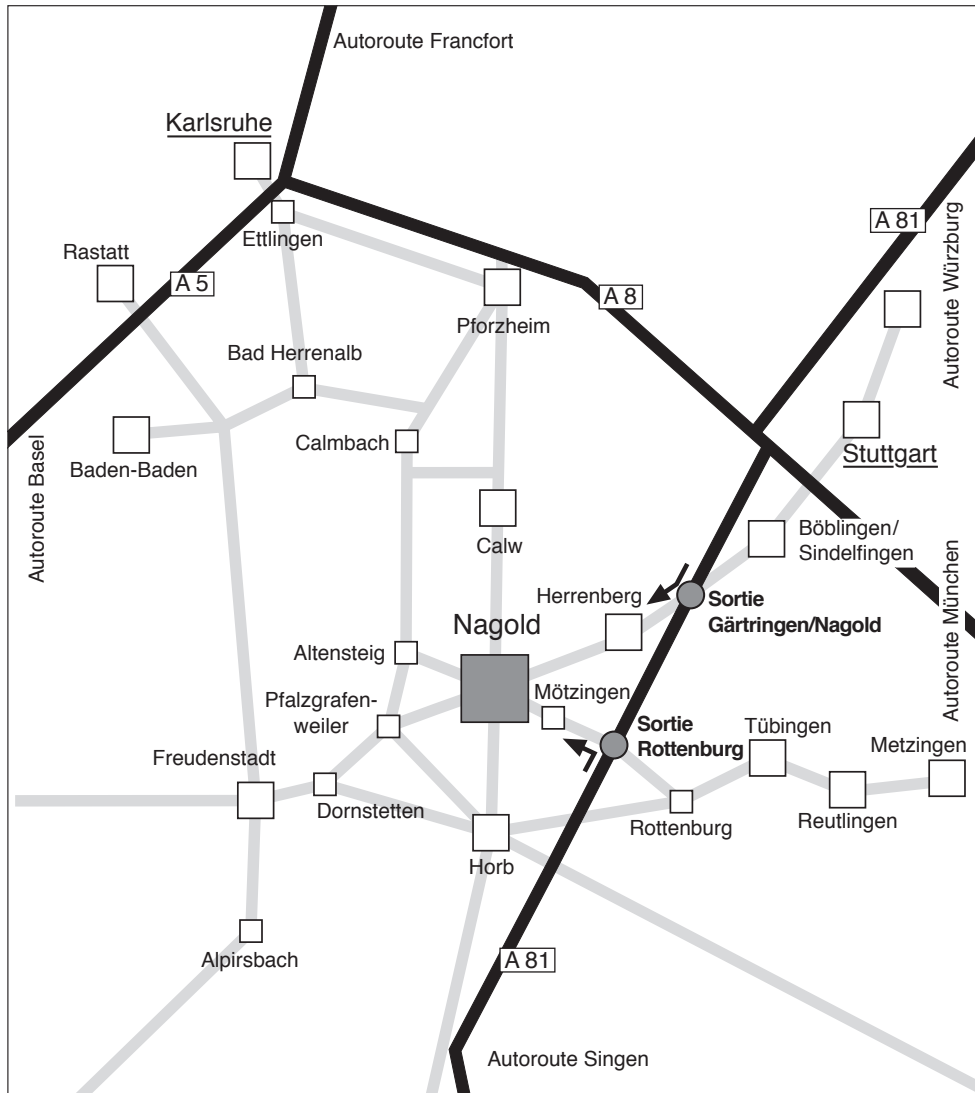 Autoroute Francfort
Karlsruhe
A 81
Ettlingen
Rastatt
A 5
A 8
Autoroute Würzburg
Pforzheim
Bad Herrenalb
Calmbach
Stuttgart
Baden-Baden
Autoroute Basel
Böblingen/
Sindelfingen
Calw
Herrenberg
Sortie
Gärtringen/Nagold
Autoroute München
Nagold
Altensteig
Mötzingen
Pfalzgrafen-
weiler
Sortie
Rottenburg
Tübingen
Metzingen
Freudenstadt
Dornstetten
Rottenburg
Reutlingen
Horb
Alpirsbach
A 81
Autoroute Singen